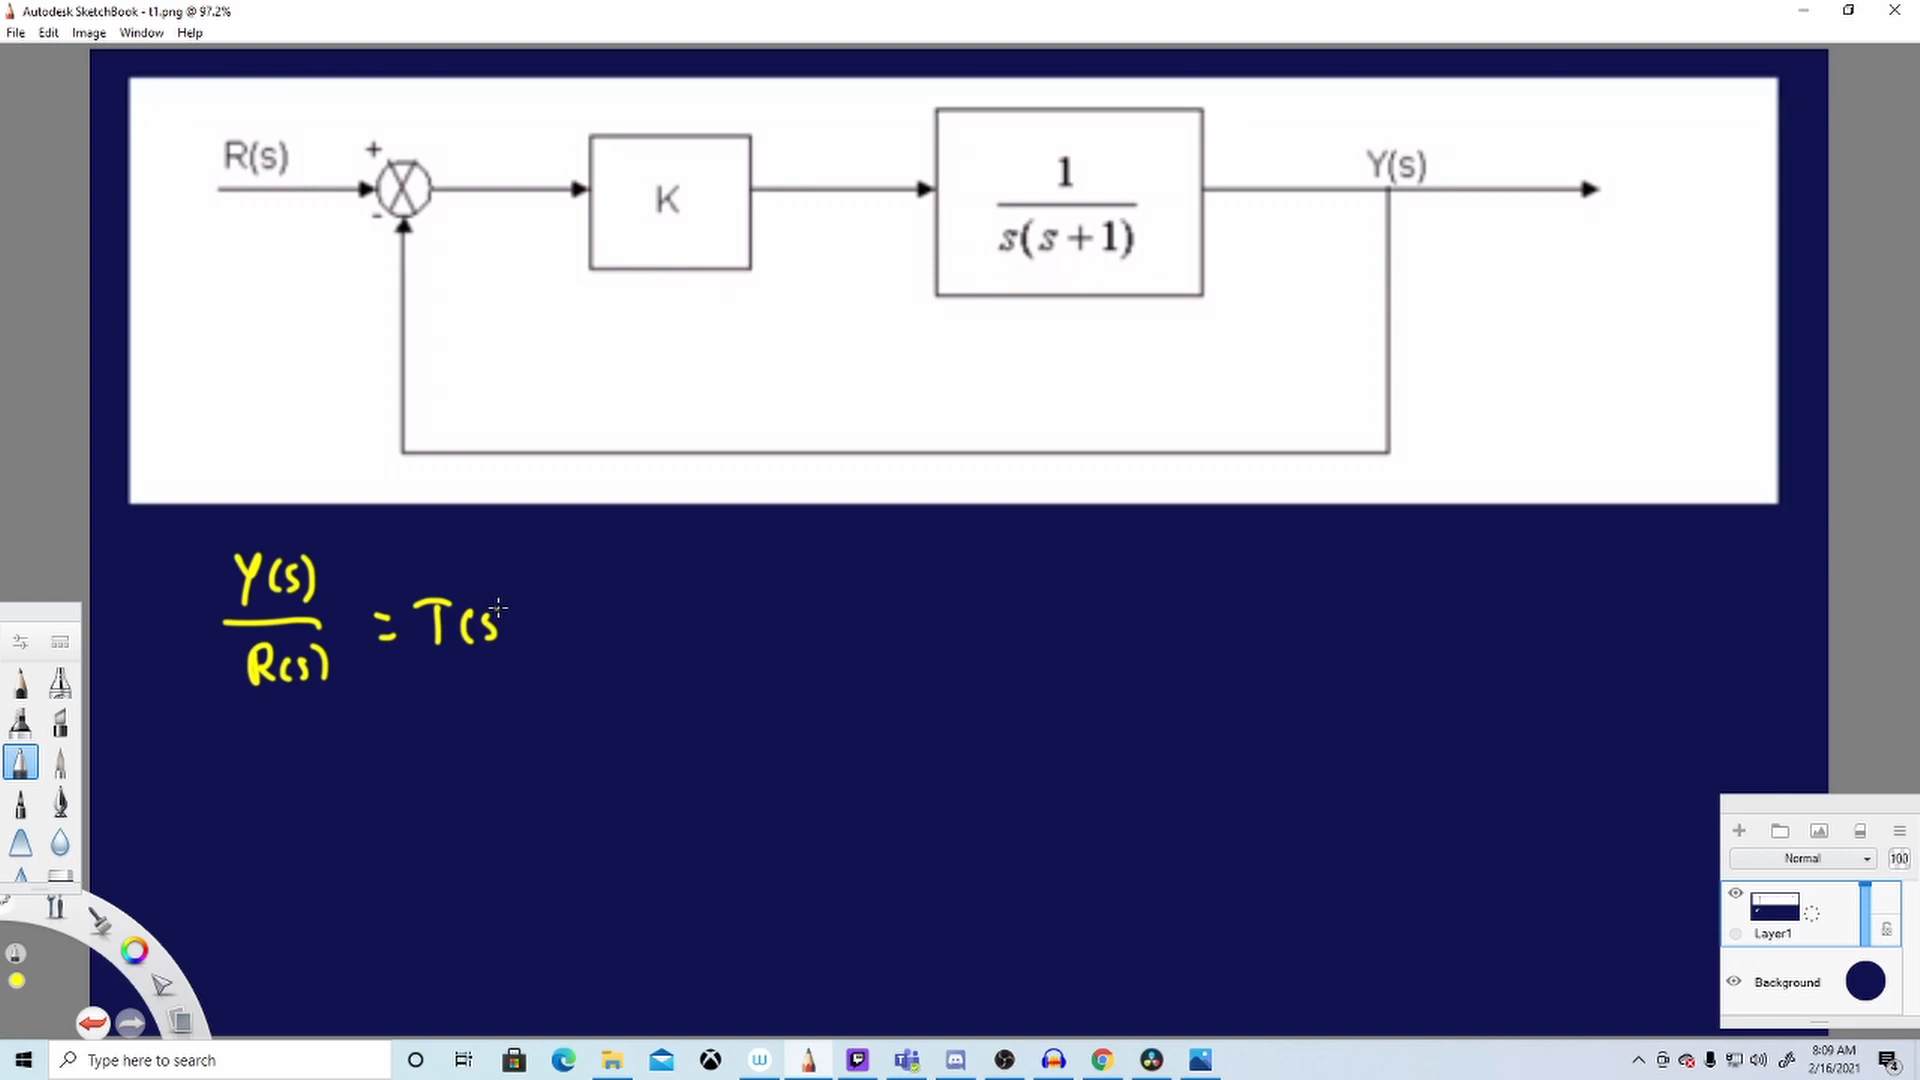 Autodesk SketchBook - t1.png @ 97.2%
File Edit Image Window Help
R(s)
+
-
K
1
s(s+1)
Y(s)
Y(s)
R(s)
= T(s
Normal
100
Layer1
Background
Type here to search
8:09 AM
2/16/2021
4